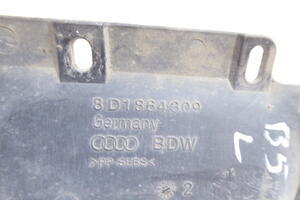 8D1864309
Germany
BDW
>PP-SEBS<
2
B5
L